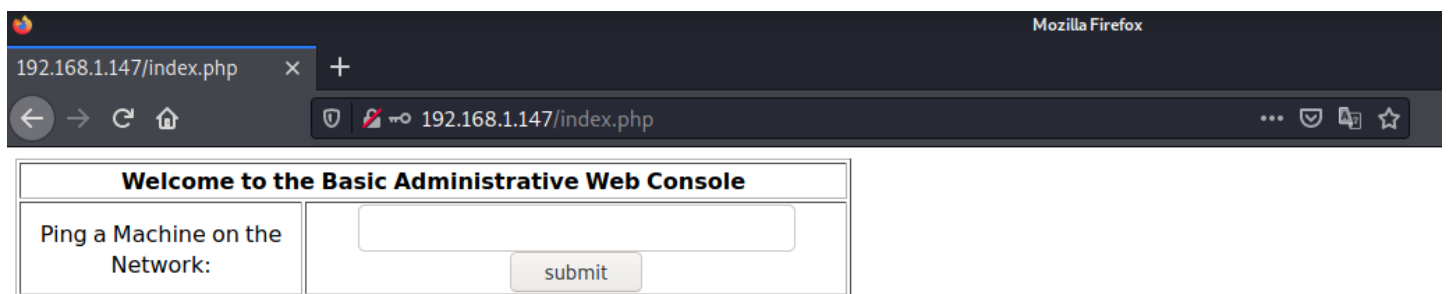 Mozilla Firefox
192.168.1.147/index.php
192.168.1.147/index.php
Welcome to the Basic Administrative Web Console
Ping a Machine on the
Network:
submit